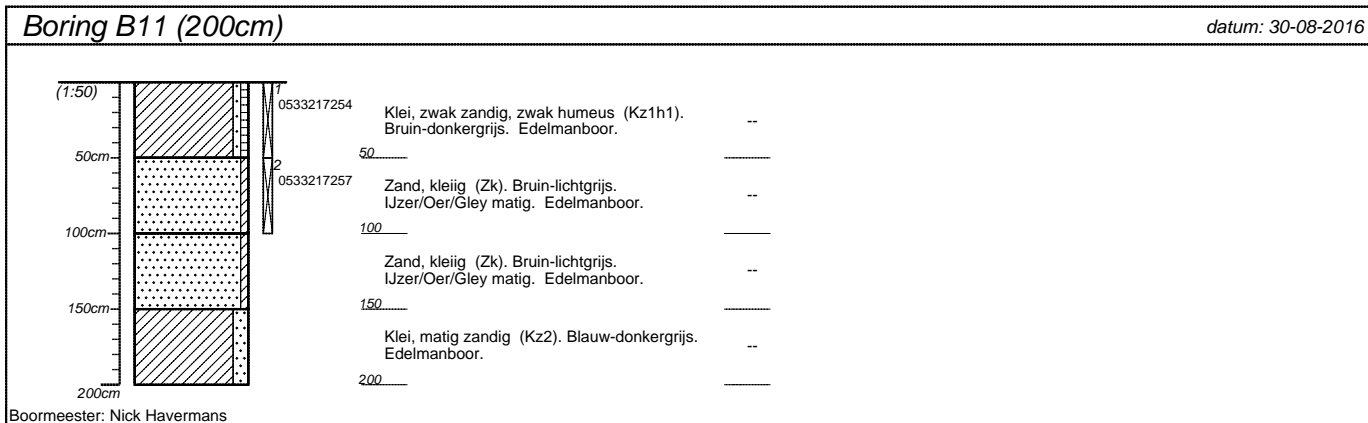 Boring B11 (200cm)
datum: 30-08-2016
(1:50)
1
0533217254
Klei, zwak zandig, zwak humeus (Kz1h1).
Bruin-donkergrijs. Edelmanboor.
--
50cm
50
2
0533217257
Zand, kleiig (Zk). Bruin-lichtgrijs.
IJzer/Oer/Gley matig. Edelmanboor.
--
100cm
100
Zand, kleiig (Zk). Bruin-lichtgrijs.
IJzer/Oer/Gley matig. Edelmanboor.
--
150cm
150
Klei, matig zandig (Kz2). Blauw-donkergrijs.
Edelmanboor.
--
200cm
200
Boormeester: Nick Havermans